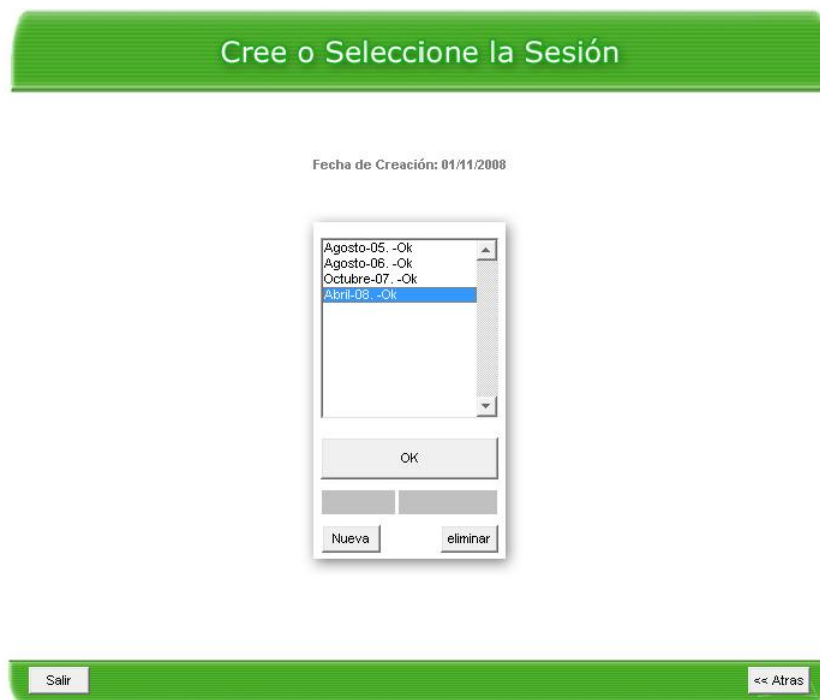 Cree o Seleccione la Sesión
Fecha de Creación: 01/11/2008
Agosto-05. -Ok
Agosto-06. -Ok
Octubre-07. -Ok
Abril-08. -Ok
OK
Nueva
eliminar
Salir
<< Atras